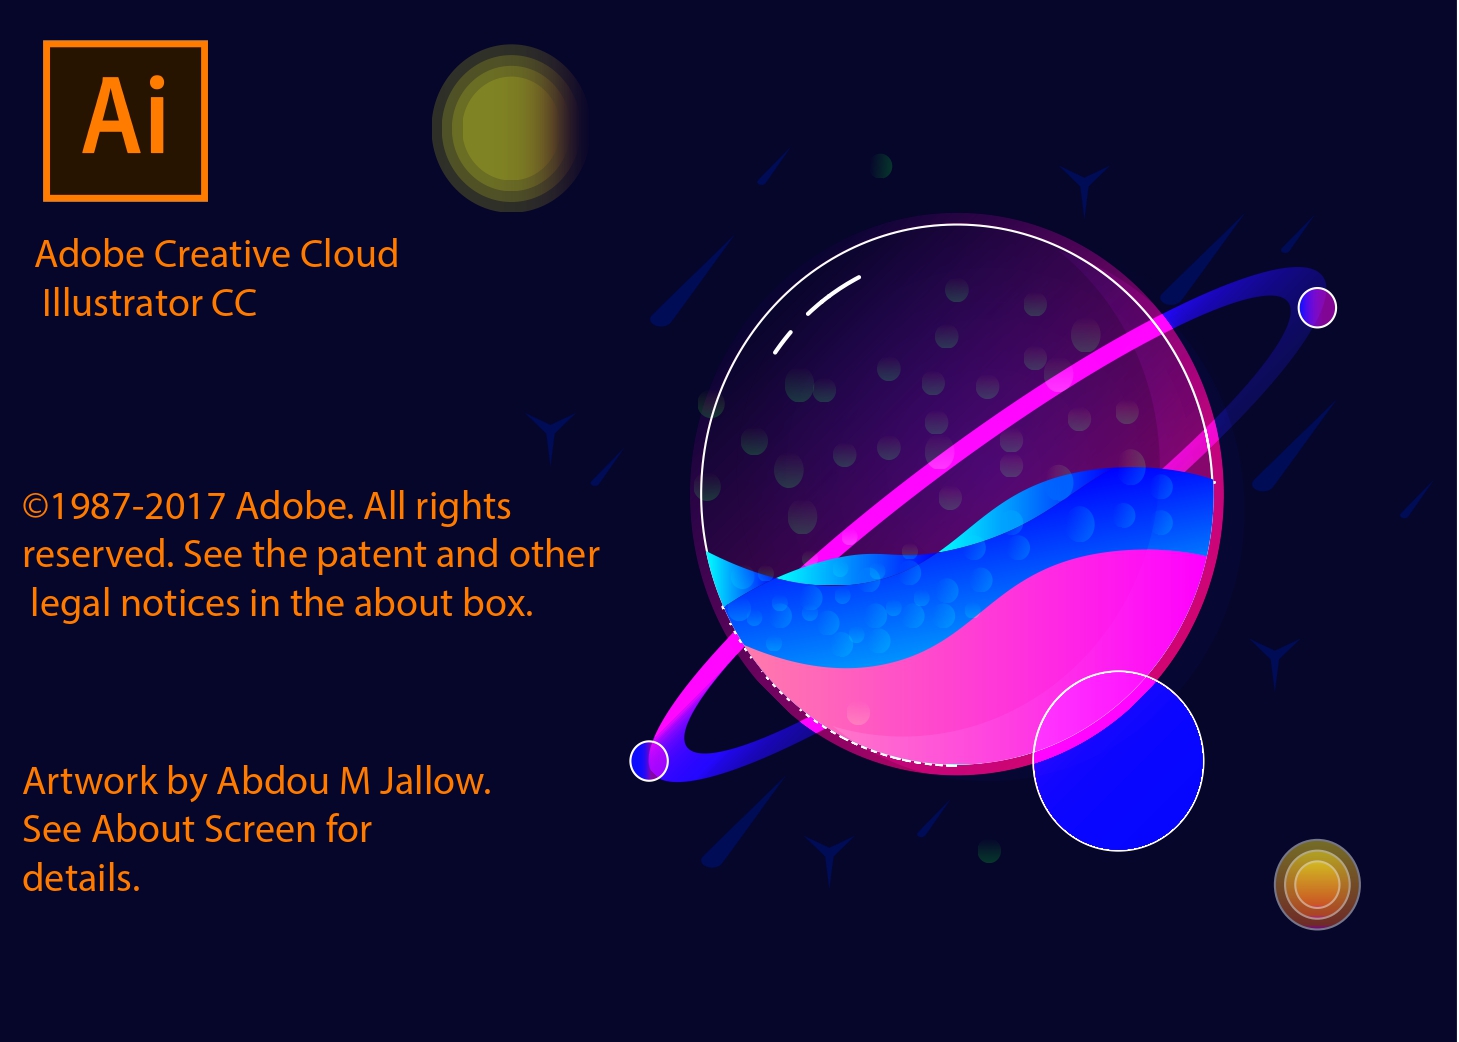 Ai
Adobe Creative Cloud
Illustrator CC
©1987-2017 Adobe. All rights
reserved. See the patent and other
legal notices in the about box.
Artwork by Abdou M Jallow.
See About Screen for
details.